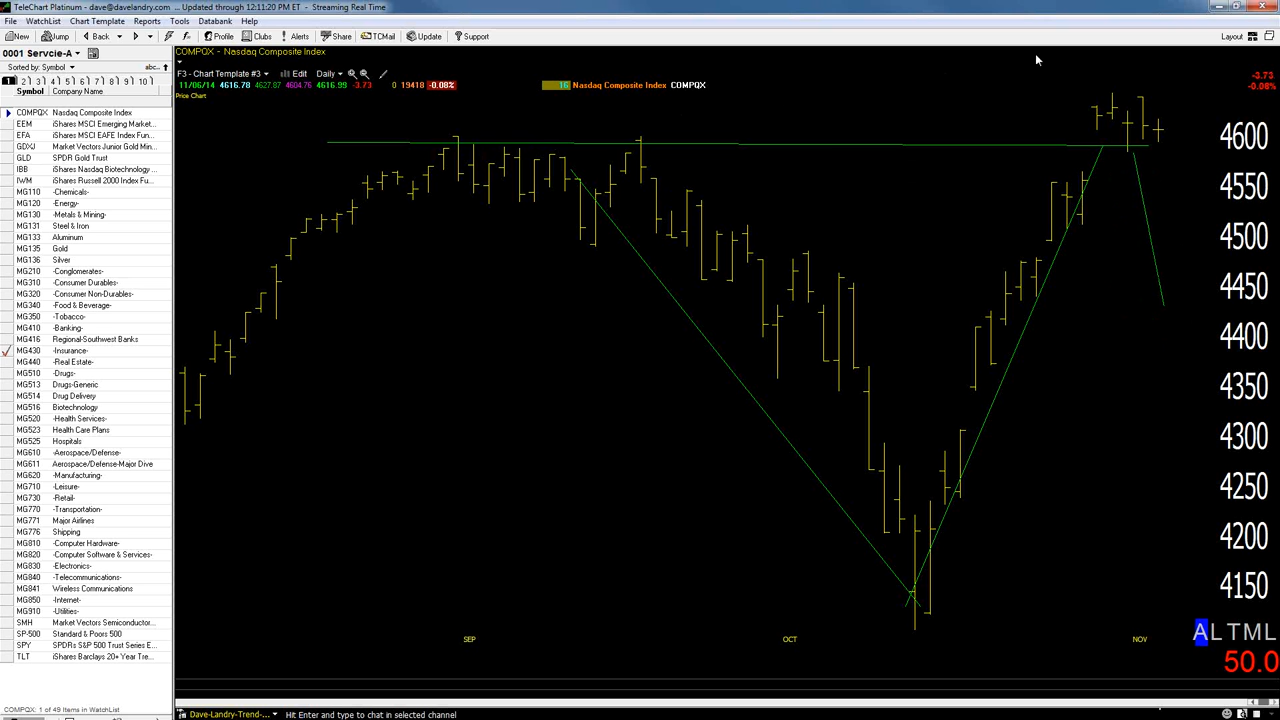 TeleChart Platinum - dave@davelandry.com ... Updated through 12:11:20 PM ET - Streaming Real Time
File WatchList Chart Template Reports Tools Databank Help
New Jump Back Profile Clubs Alerts Share TCMail Update Support Layout
COMPQX - Nasdaq Composite Index
0001 Servcie-A
Sorted by: Symbol abc..
1 2 3 4 5 6 7 8 9 10
F3 - Chart Template #3 Edit Daily
11/06/14 4616.78 4627.87 4604.76 4616.99 -3.73 0 19418 -0.08% 16 Nasdaq Composite Index COMPQX
Price Chart
-3.73
-0.08%
Symbol Company Name
COMPQX Nasdaq Composite Index
EEM iShares MSCI Emerging Market...
EFA iShares MSCI EAFE Index Fun...
GDXJ Market Vectors Junior Gold Min...
GLD SPDR Gold Trust
IBB iShares Nasdaq Biotechnology ...
IWM iShares Russell 2000 Index Fu...
MG110 -Chemicals-
MG120 -Energy-
MG130 -Metals & Mining-
MG131 Steel & Iron
MG133 Aluminum
MG135 Gold
MG136 Silver
MG210 -Conglomerates-
MG310 -Consumer Durables-
MG320 -Consumer Non-Durables-
MG340 -Food & Beverage-
MG350 -Tobacco-
MG410 -Banking-
MG416 Regional-Southwest Banks
MG430 -Insurance-
MG440 -Real Estate-
MG510 -Drugs-
MG513 Drugs-Generic
MG514 Drug Delivery
MG516 Biotechnology
MG520 -Health Services-
MG523 Health Care Plans
MG525 Hospitals
MG610 -Aerospace/Defense-
MG611 Aerospace/Defense-Major Dive
MG620 -Manufacturing-
MG710 -Leisure-
MG730 -Retail-
MG770 -Transportation-
MG771 Major Airlines
MG776 Shipping
MG810 -Computer Hardware-
MG820 -Computer Software & Services-
MG830 -Electronics-
MG840 -Telecommunications-
MG841 Wireless Communications
MG850 -Internet-
MG910 -Utilities-
SMH Market Vectors Semiconductor...
SP-500 Standard & Poors 500
SPY SPDRs S&P 500 Trust Series E...
TLT iShares Barclays 20+ Year Tre...
4600
4550
4500
4450
4400
4350
4300
4250
4200
4150
SEP OCT NOV
A L T M L
50.0
COMPQX: 1 of 49 Items in WatchList
Dave-Landry-Trend-... Hit Enter and type to chat in selected channel